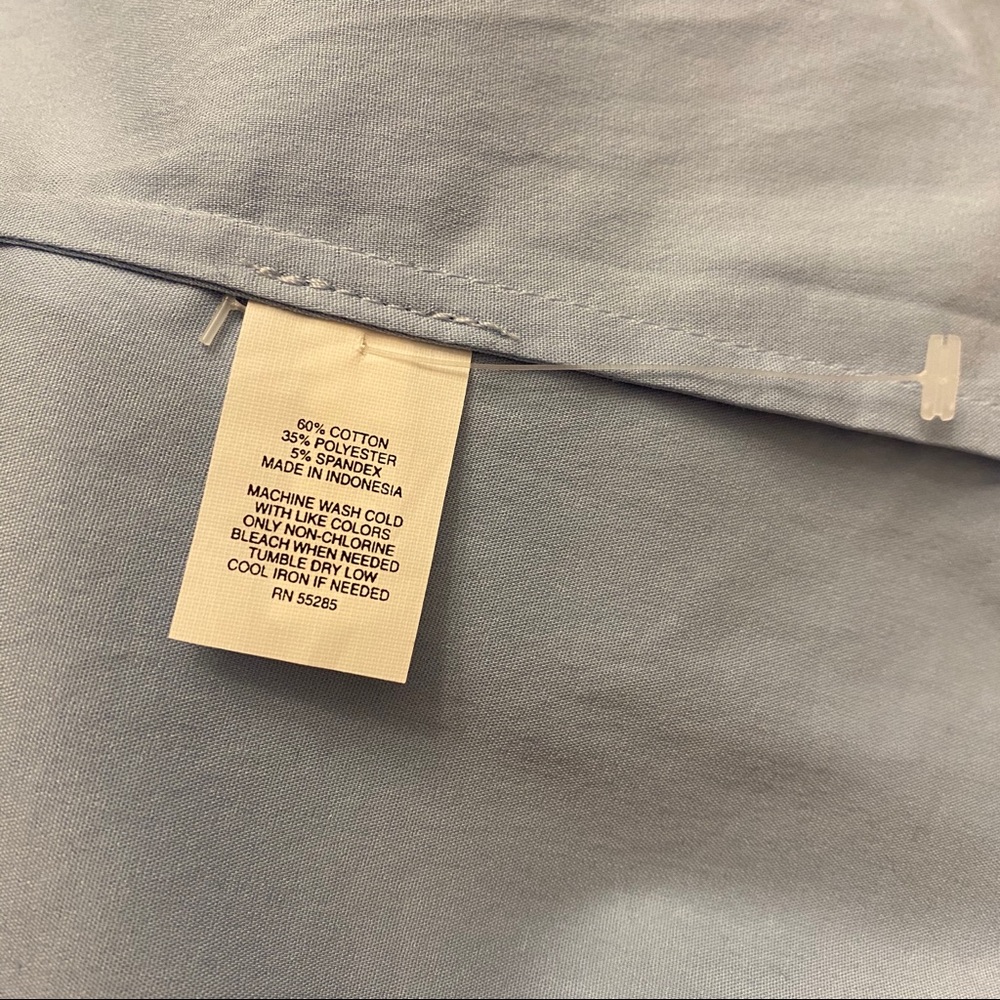 60% COTTON
35% POLYESTER
5% SPANDEX
MADE IN INDONESIA
MACHINE WASH COLD
WITH LIKE COLORS
ONLY NON-CHLORINE
BLEACH WHEN NEEDED
TUMBLE DRY LOW
COOL IRON IF NEEDED
RN 55285